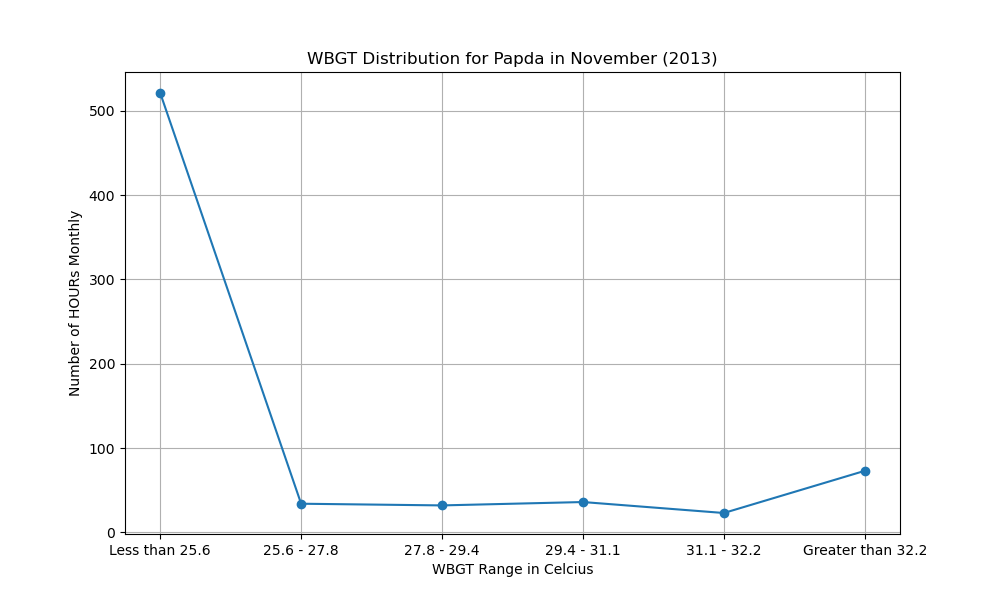 WBGT Distribution for Papda in November (2013)
Number of HOURs Monthly
500
400
300
200
100
0
Less than 25.6
25.6 - 27.8
27.8 - 29.4
29.4 - 31.1
31.1 - 32.2
Greater than 32.2
WBGT Range in Celcius